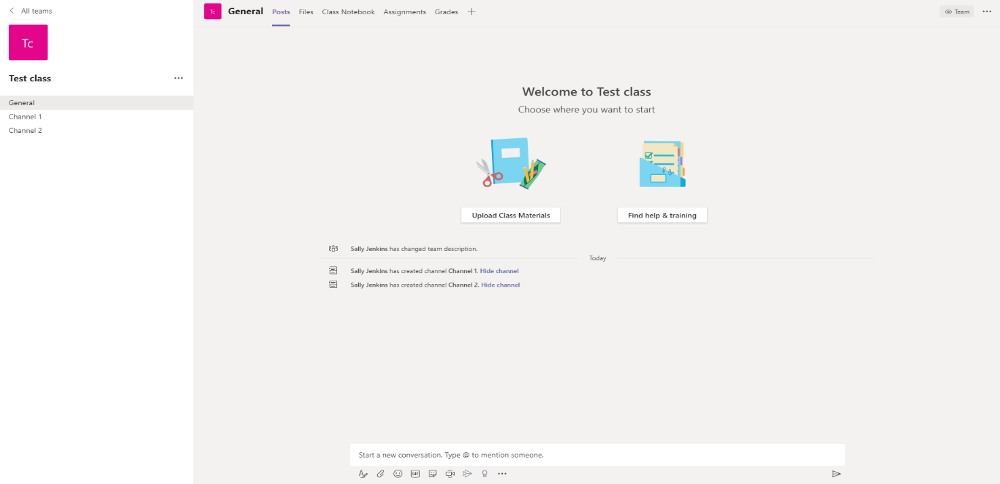 All teams
Tc
Test class
General
Channel 1
Channel 2
Tc General Posts Files Class Notebook Assignments Grades Team
Welcome to Test class
Choose where you want to start
Upload Class Materials Find help & training
Sally Jenkins has changed team description.
Today
Sally Jenkins has created channel Channel 1. Hide channel
Sally Jenkins has created channel Channel 2. Hide channel
Start a new conversation. Type @ to mention someone.
GIF